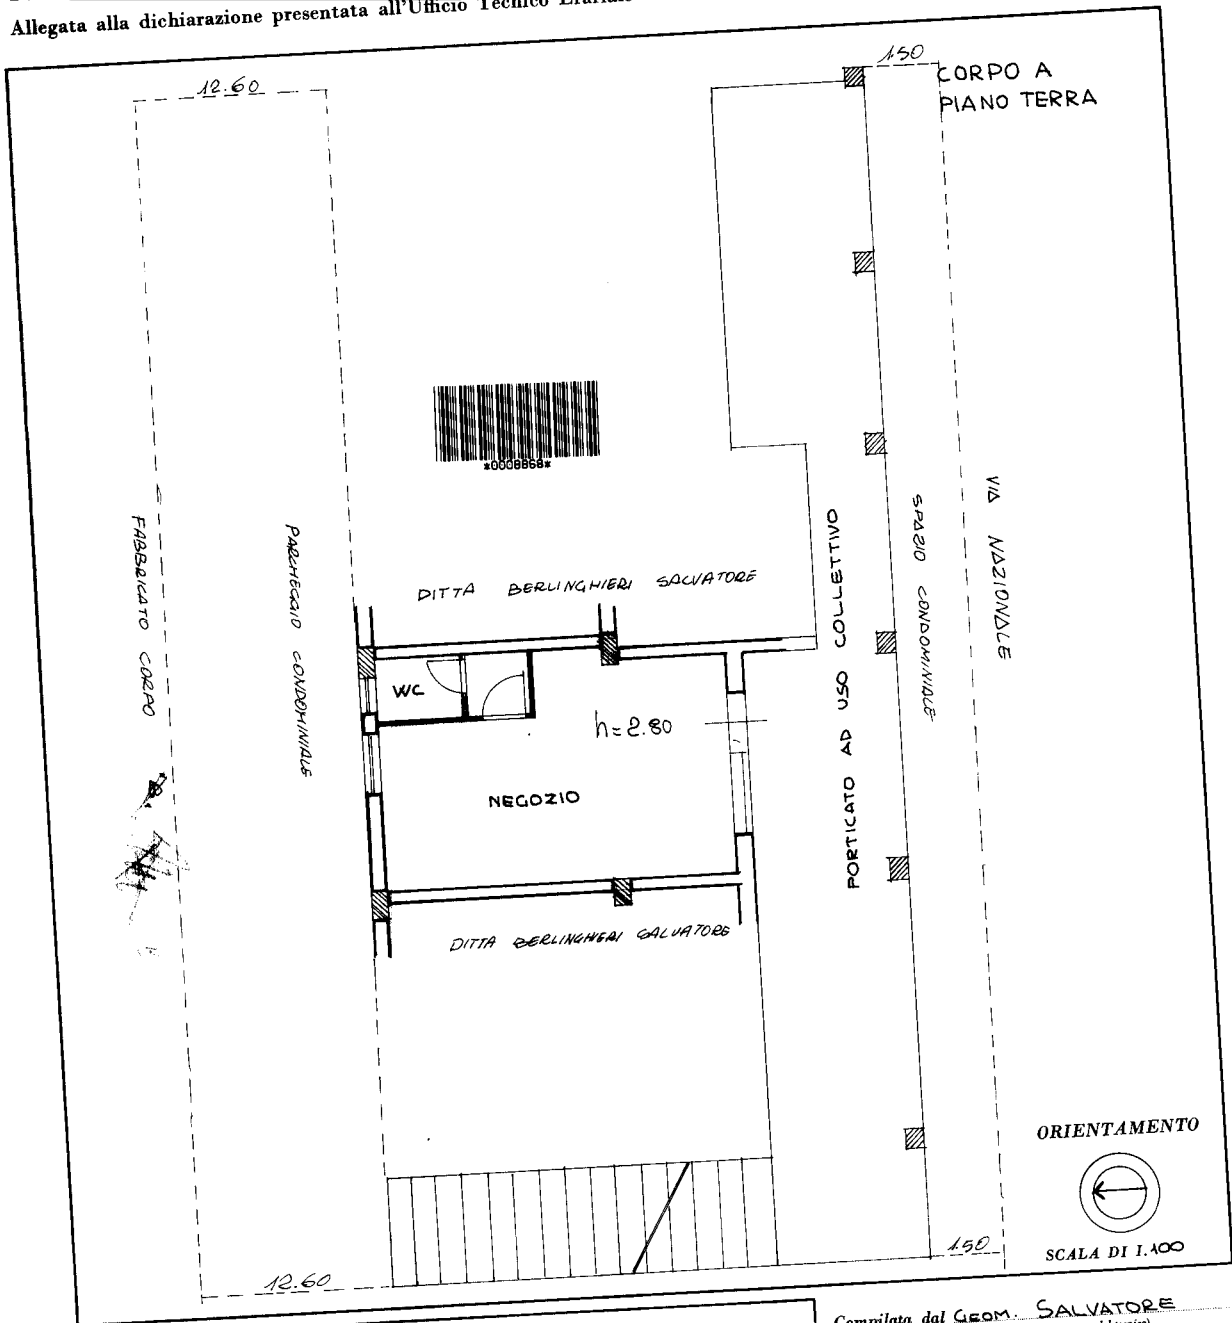 Allegata alla dichiarazione presentata all'Ufficio Tecnico Erariale
12.60
1.50
CORPO A
PIANO TERRA
*0008868*
FABBRICATO CORPO
PARCHEGGIO CONDOMINIALE
DITTA BERLINGHIERI SALVATORE
PORTICATO AD USO COLLETTIVO
SPAZIO CONDOMINIALE
VIA NAZIONALE
WC
h=2.80
NEGOZIO
DITTA BERLINGHIERI SALVATORE
ORIENTAMENTO
SCALA DI 1.100
12.60
1.50
Compilata dal GEOM. SALVATORE